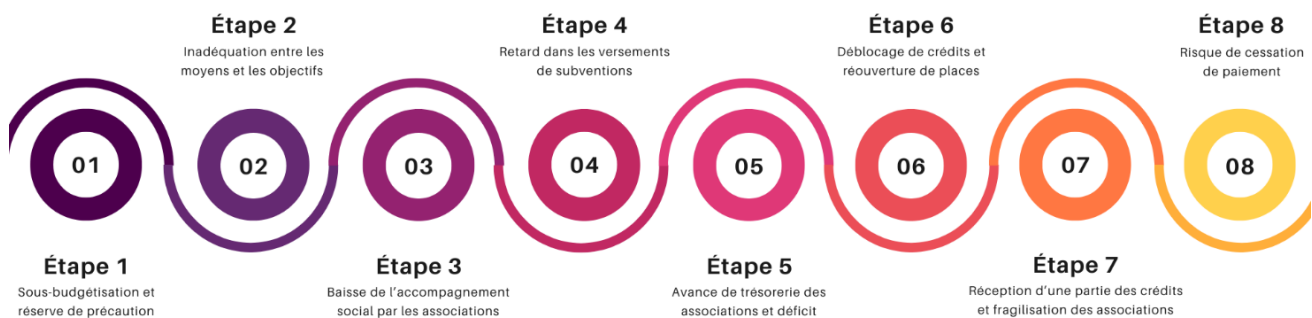 Étape 2
Inadéquation entre les
moyens et les objectifs
Étape 4
Retard dans les versements
de subventions
Étape 6
Déblocage de crédits et
réouverture de places
Étape 8
Risque de cessation
de paiement
01
02
03
04
05
06
07
08
Étape 1
Sous-budgétisation et
réserve de précaution
Étape 3
Baisse de l’accompagnement
social par les associations
Étape 5
Avance de trésorerie des
associations et déficit
Étape 7
Réception d’une partie des crédits
et fragilisation des associations